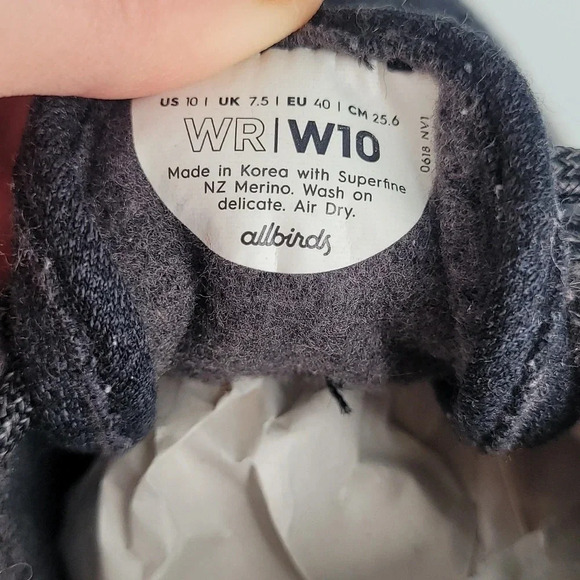 US 10 | UK 7.5 | EU 40 | CM 25.6
WR|W10
Made in Korea with Superfine
NZ Merino. Wash on
delicate. Air Dry.
allbirds
0618 NV1